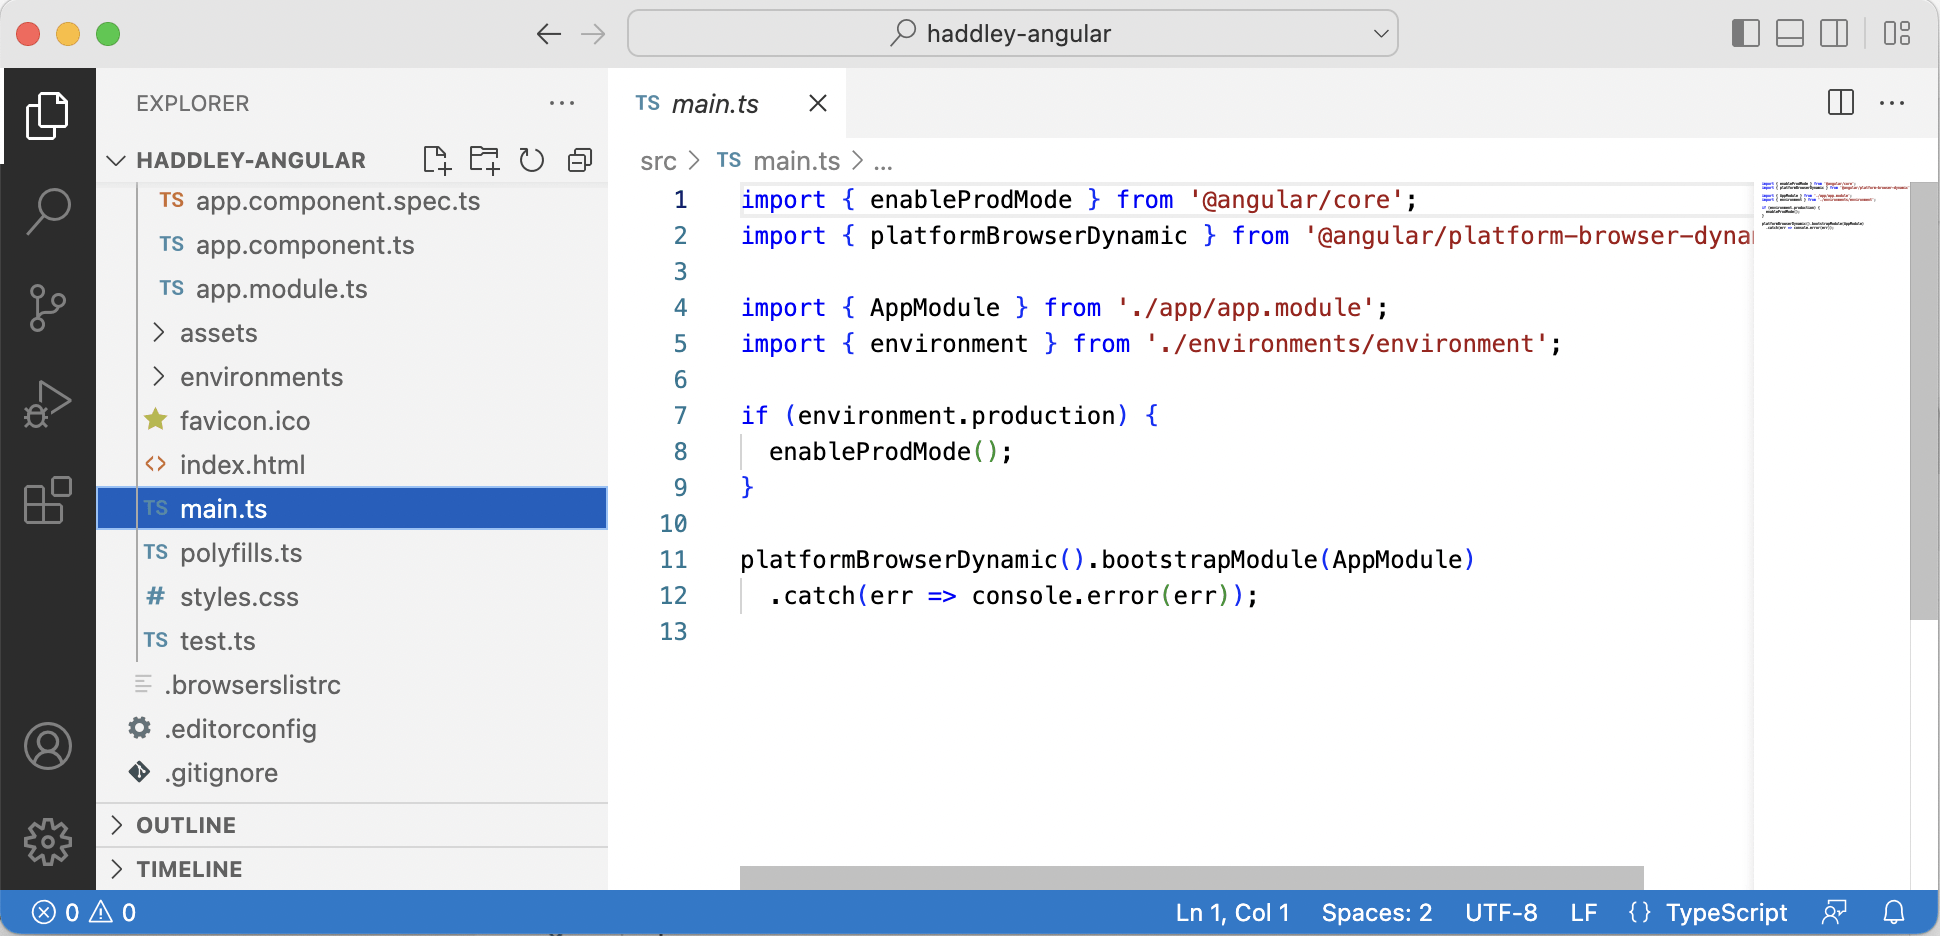 haddley-angular
EXPLORER
HADDLEY-ANGULAR
TS app.component.spec.ts
TS app.component.ts
TS app.module.ts
assets
environments
favicon.ico
<> index.html
TS main.ts
TS polyfills.ts
# styles.css
TS test.ts
.browserslistrc
.editorconfig
.gitignore
OUTLINE
TIMELINE
TS main.ts
src > TS main.ts > ...
1 import { enableProdMode } from '@angular/core';
2 import { platformBrowserDynamic } from '@angular/platform-browser-dyna
3
4 import { AppModule } from './app/app.module';
5 import { environment } from './environments/environment';
6
7 if (environment.production) {
8 enableProdMode();
9 }
10
11 platformBrowserDynamic().bootstrapModule(AppModule)
12 .catch(err => console.error(err));
13
0 0 Ln 1, Col 1 Spaces: 2 UTF-8 LF {} TypeScript